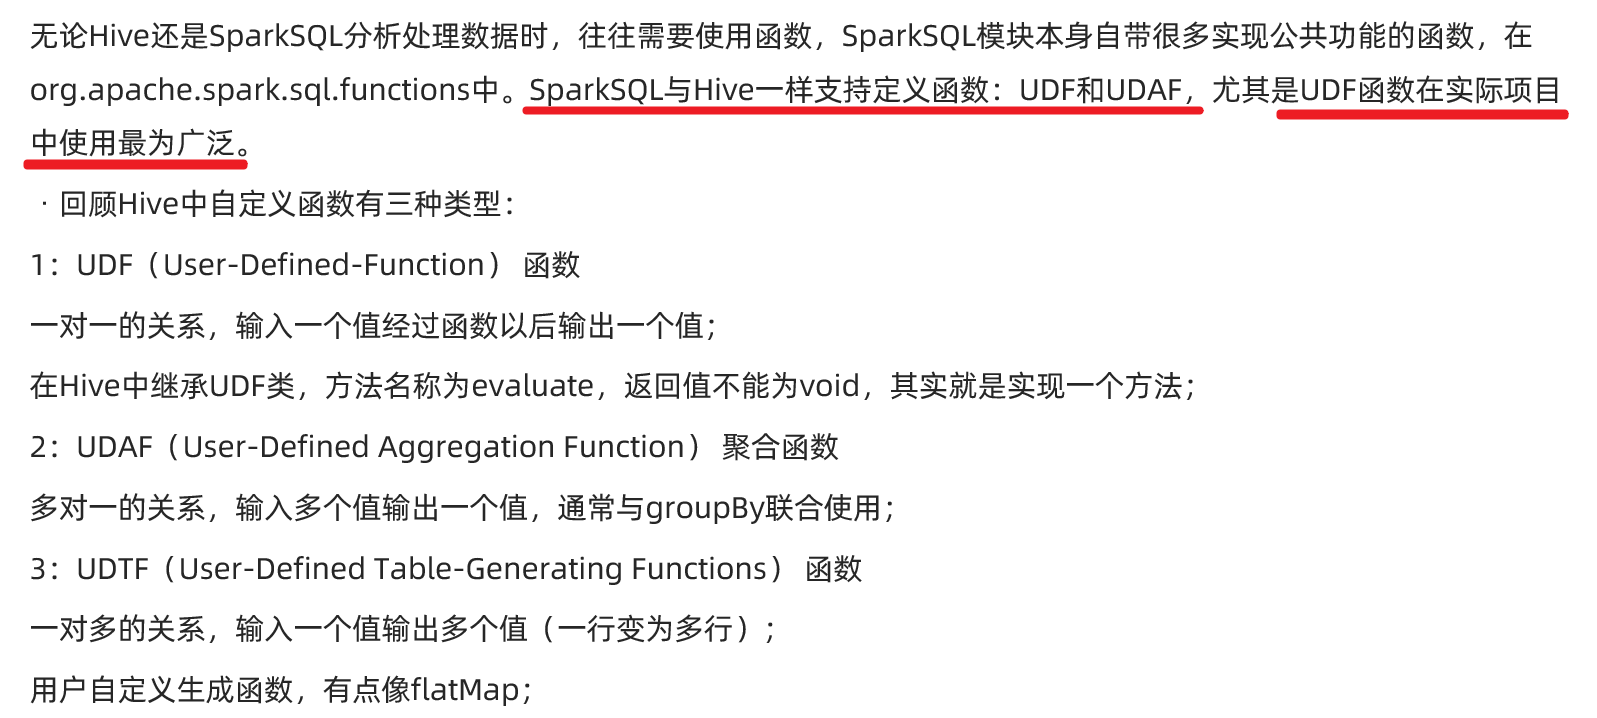 无论Hive还是SparkSQL分析处理数据时，往往需要使用函数，SparkSQL模块本身自带很多实现公共功能的函数，在
org.apache.spark.sql.functions中。SparkSQL与Hive一样支持定义函数：UDF和UDAF，尤其是UDF函数在实际项目
中使用最为广泛。
· 回顾Hive中自定义函数有三种类型：
1：UDF（User-Defined-Function） 函数
一对一的关系，输入一个值经过函数以后输出一个值；
在Hive中继承UDF类，方法名称为evaluate，返回值不能为void，其实就是实现一个方法；
2：UDAF（User-Defined Aggregation Function） 聚合函数
多对一的关系，输入多个值输出一个值，通常与groupBy联合使用；
3：UDTF（User-Defined Table-Generating Functions） 函数
一对多的关系，输入一个值输出多个值（一行变为多行）；
用户自定义生成函数，有点像flatMap；